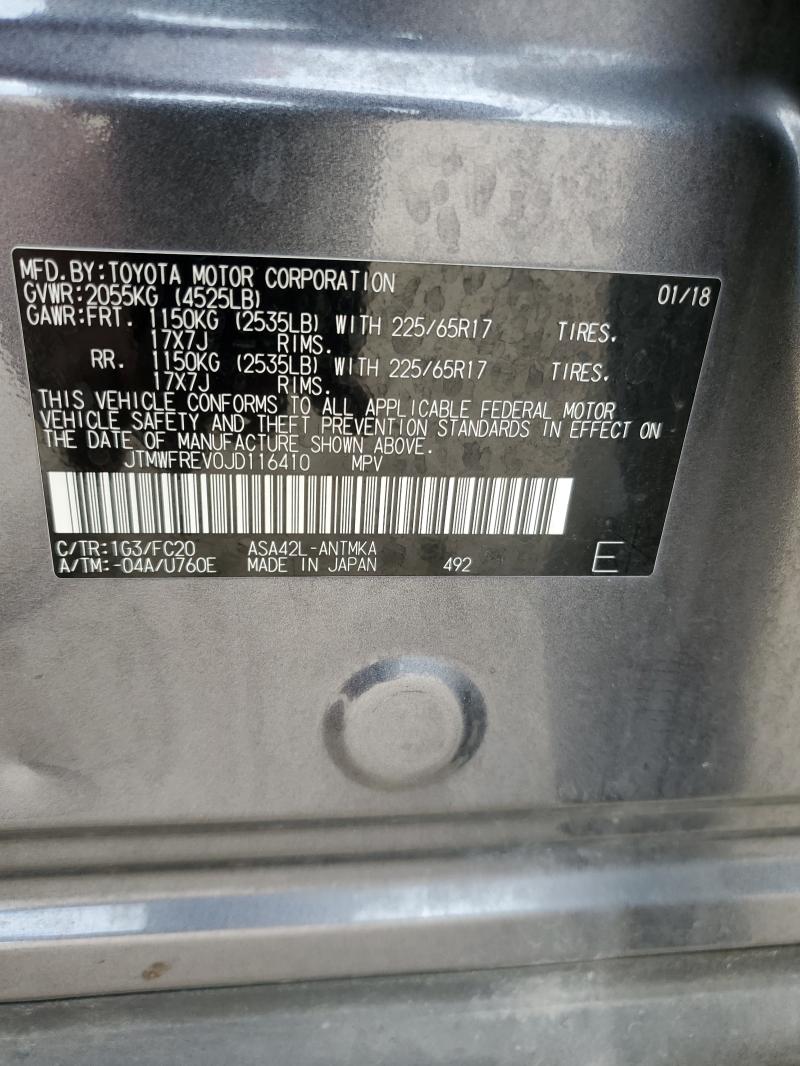 MFD.BY:TOYOTA MOTOR CORPORATION 01/18
GVWR:2055KG (4525LB)
GAWR:FRT. 1150KG (2535LB) WITH 225/65R17 TIRES.
17X7J RIMS.
RR. 1150KG (2535LB) WITH 225/65R17 TIRES.
17X7J RIMS.
THIS VEHICLE CONFORMS TO ALL APPLICABLE FEDERAL MOTOR
VEHICLE SAFETY AND THEFT PREVENTION STANDARDS IN EFFECT ON
THE DATE OF MANUFACTURE SHOWN ABOVE.
JTMWFREV0JD116410 MPV
C/TR:1G3/FC20 ASA42L-ANTMKA
A/TM:-04A/U760E MADE IN JAPAN 492 E